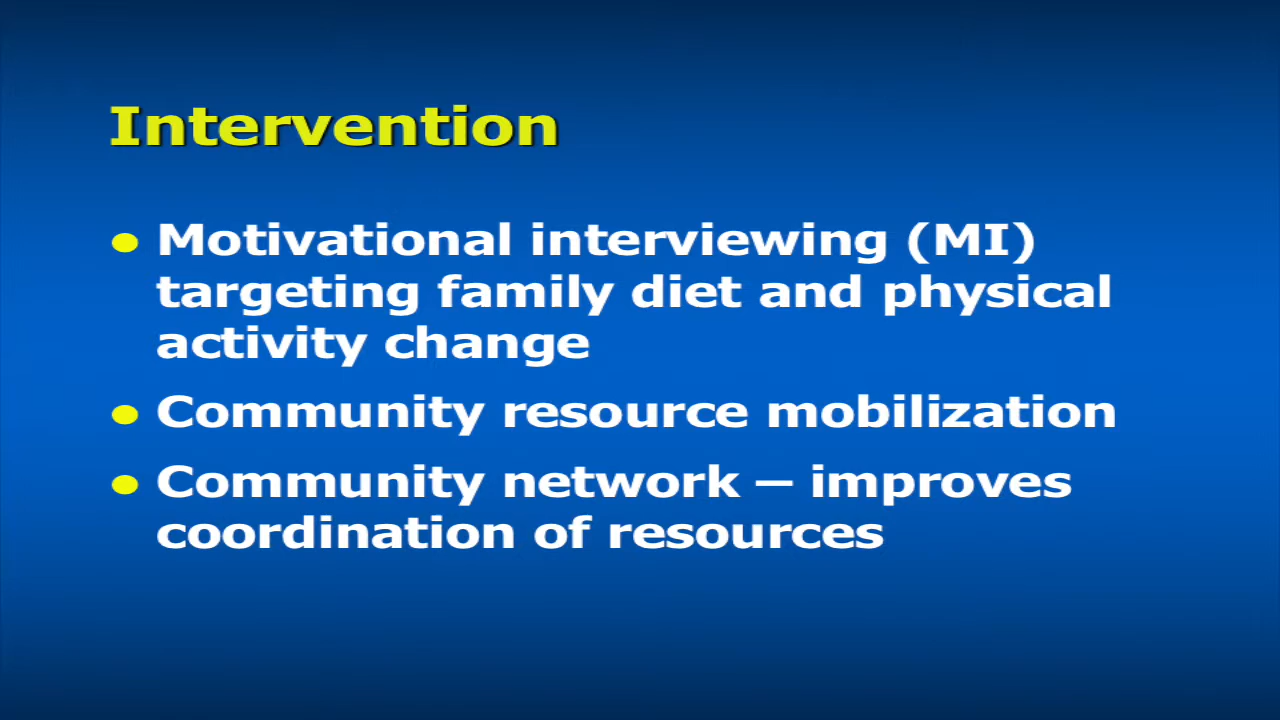 Intervention
● Motivational interviewing (MI)
targeting family diet and physical
activity change
● Community resource mobilization
● Community network – improves
coordination of resources